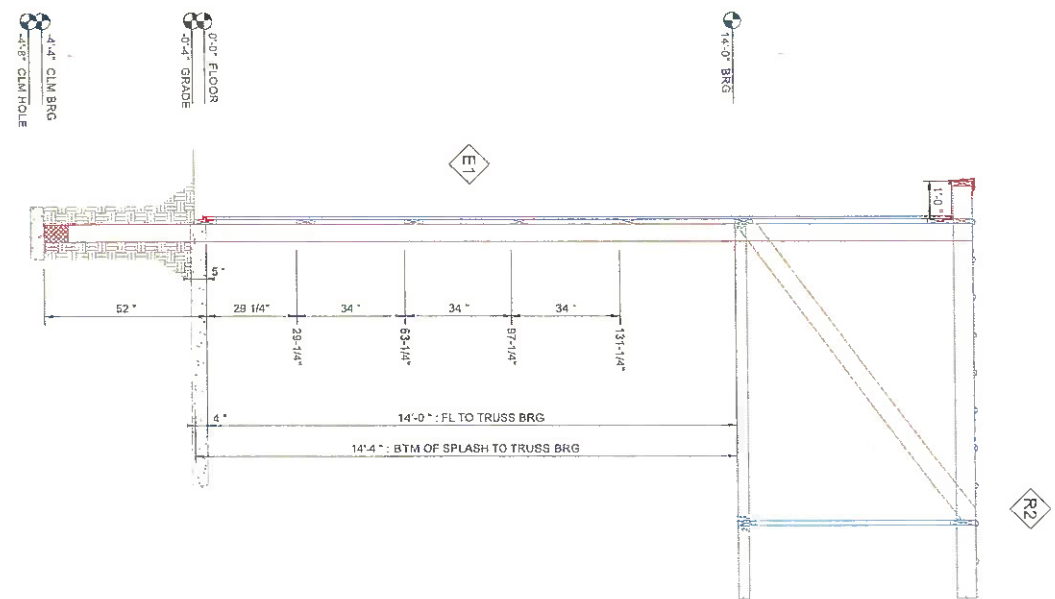 -4'-8" CLM HOLE
-4'-4" CLM BRG
-0'-4" GRADE
0'-0" FLOOR
14'-0" BRG
E1
1'-0"
R2
5"
52"
29 1/4"
34"
34"
34"
29-1/4"
63-1/4"
97-1/4"
131-1/4"
4"
14'-0" : FL TO TRUSS BRG
14'-4" : BTM OF SPLASH TO TRUSS BRG